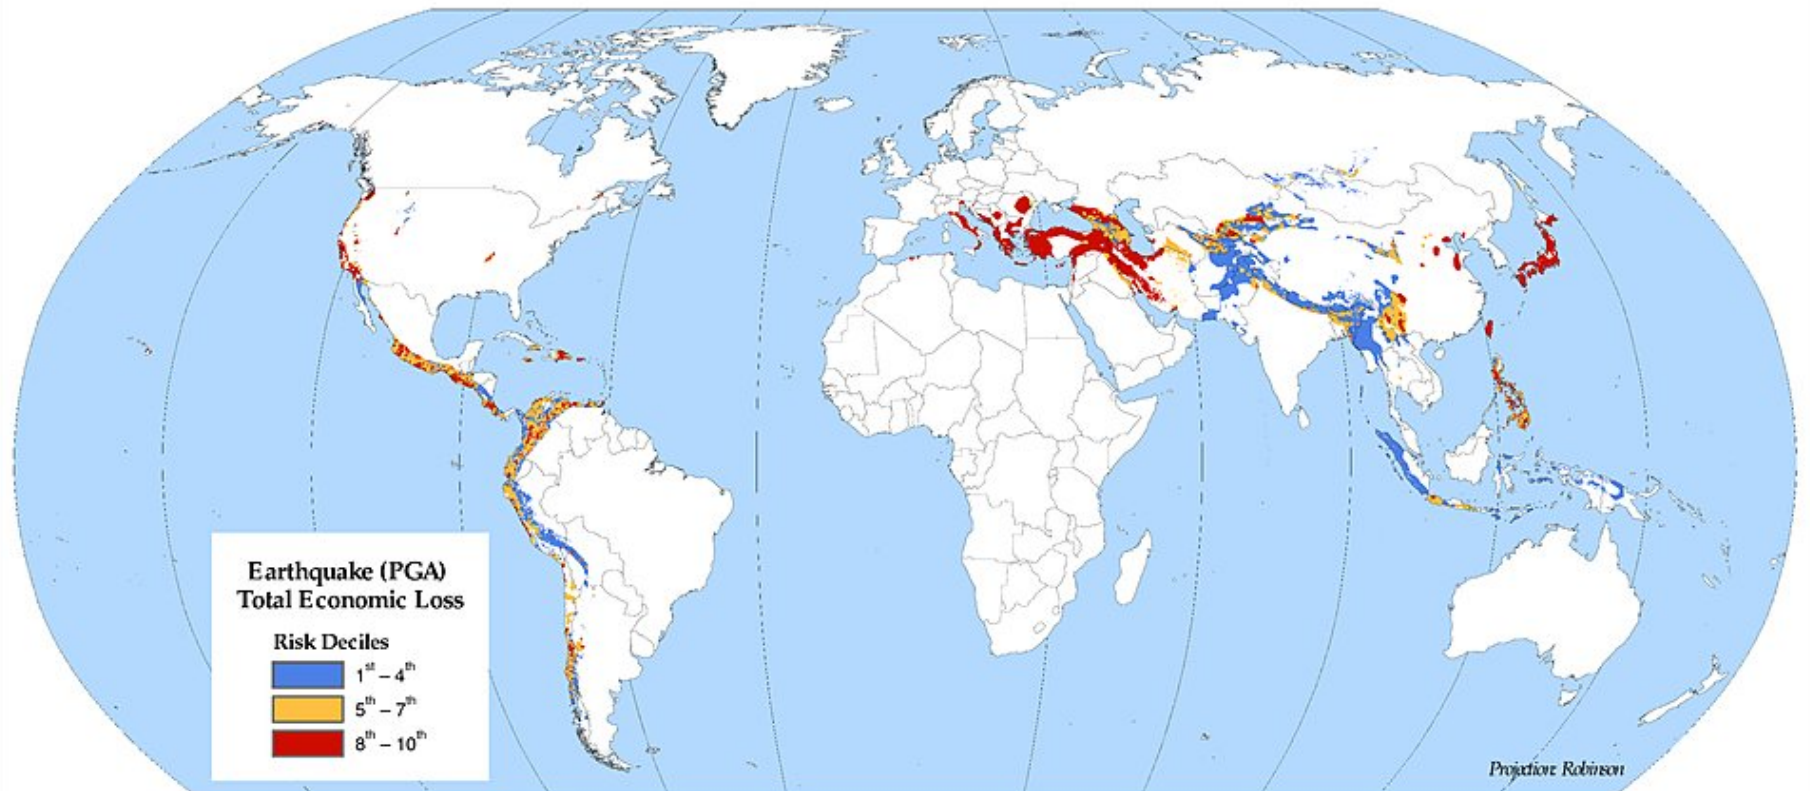 Earthquake (PGA)
Total Economic Loss
Risk Deciles
1st – 4th
5th – 7th
8th – 10th
Projection: Robinson